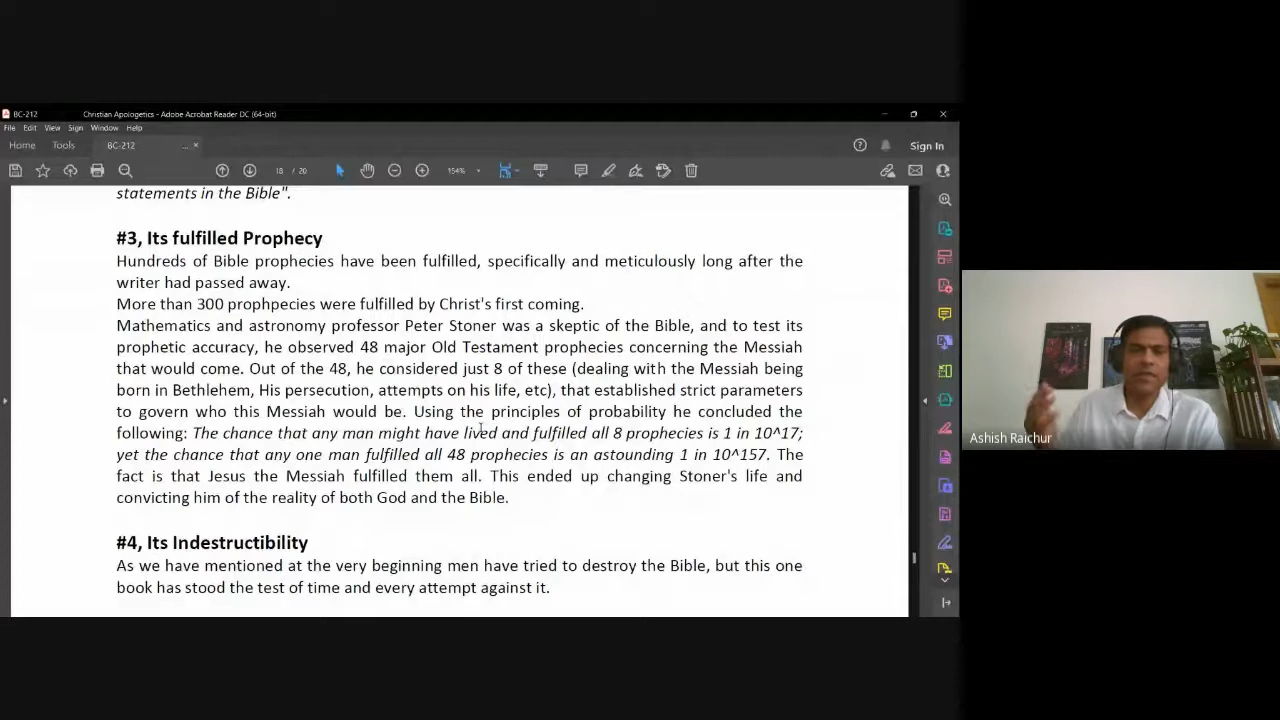 BC-212
Christian Apologetics - Adobe Acrobat Reader DC (64-bit)
File Edit View Sign Window Help
Home Tools BC-212 ... ×
Sign In
18 / 20
154%
statements in the Bible".
#3, Its fulfilled Prophecy
Hundreds of Bible prophecies have been fulfilled, specifically and meticulously long after the
writer had passed away.
More than 300 prophpecies were fulfilled by Christ's first coming.
Mathematics and astronomy professor Peter Stoner was a skeptic of the Bible, and to test its
prophetic accuracy, he observed 48 major Old Testament prophecies concerning the Messiah
that would come. Out of the 48, he considered just 8 of these (dealing with the Messiah being
born in Bethlehem, His persecution, attempts on his life, etc), that established strict parameters
to govern who this Messiah would be. Using the principles of probability he concluded the
following: The chance that any man might have lived and fulfilled all 8 prophecies is 1 in 10^17;
yet the chance that any one man fulfilled all 48 prophecies is an astounding 1 in 10^157. The
fact is that Jesus the Messiah fulfilled them all. This ended up changing Stoner's life and
convicting him of the reality of both God and the Bible.
#4, Its Indestructibility
As we have mentioned at the very beginning men have tried to destroy the Bible, but this one
book has stood the test of time and every attempt against it.
Ashish Raichur